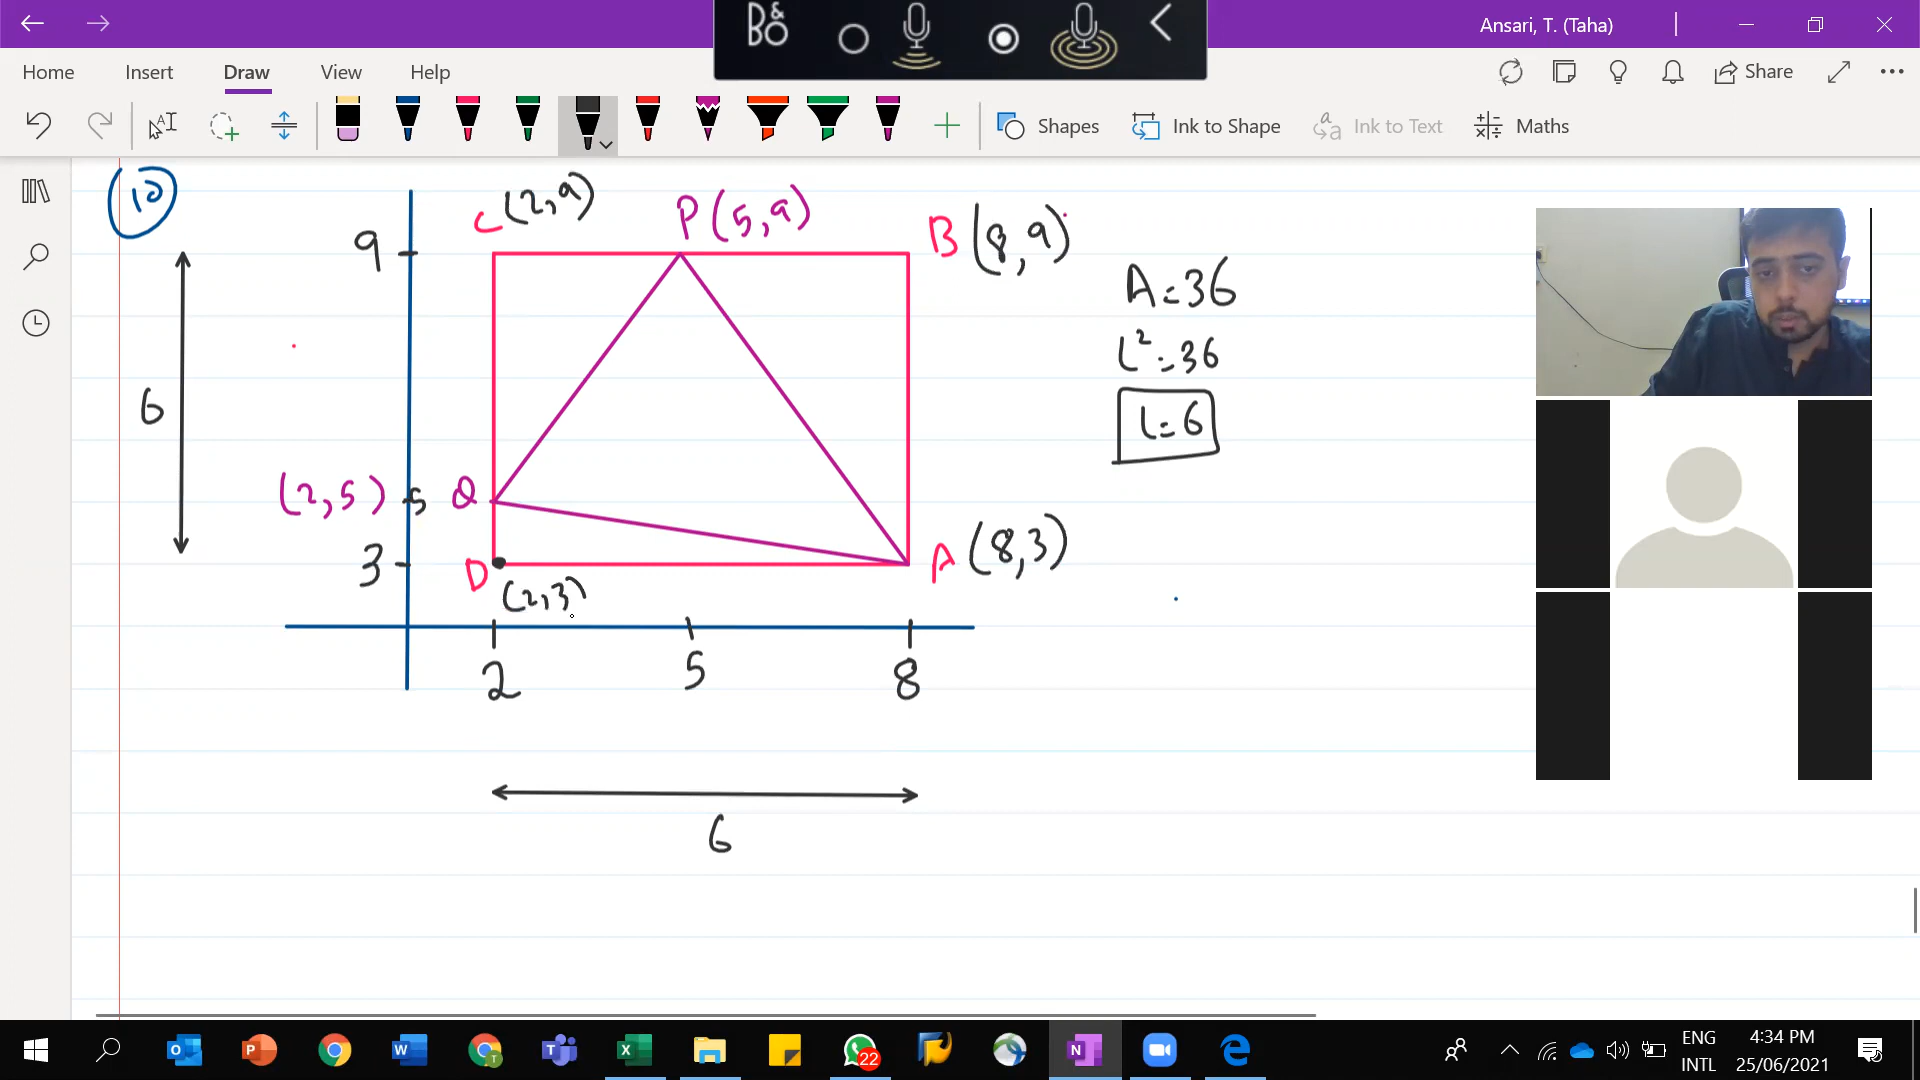 B&O
Ansari, T. (Taha)
Home Insert Draw View Help
Share
Shapes Ink to Shape Ink to Text Maths
10
C (2,9) P (5,9) B (8,9)
9
A = 36
l² = 36
6
l = 6
(2,5) 5 Q
3 D A (8,3)
(2,3)
2 5 8
6
22
ENG 4:34 PM
INTL 25/06/2021